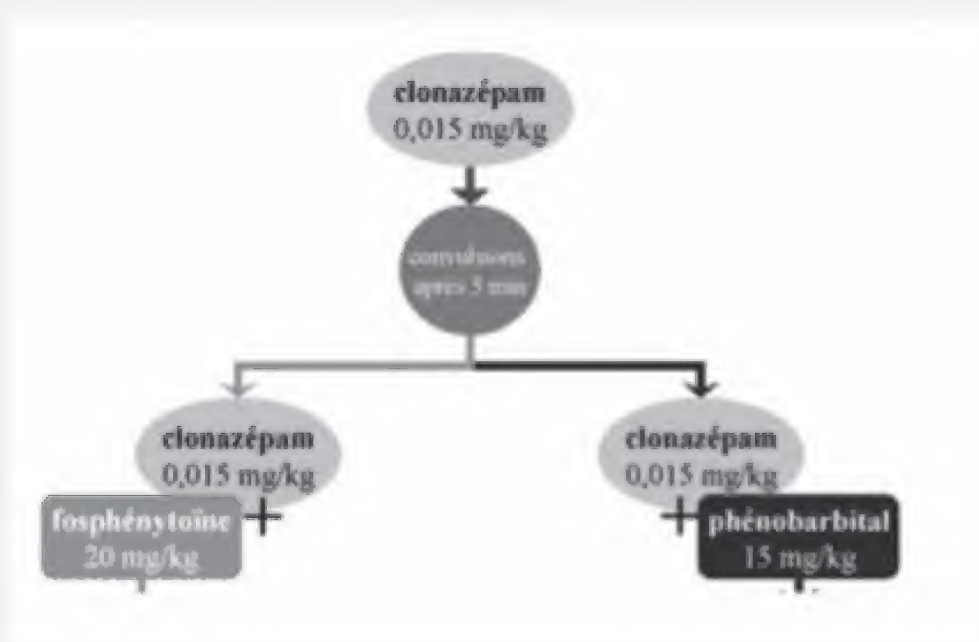 clonazépam
0,015 mg/kg
convulsions
après 5 min
clonazépam
0,015 mg/kg
+
fosphénytoïne
20 mg/kg
clonazépam
0,015 mg/kg
+
phénobarbital
15 mg/kg